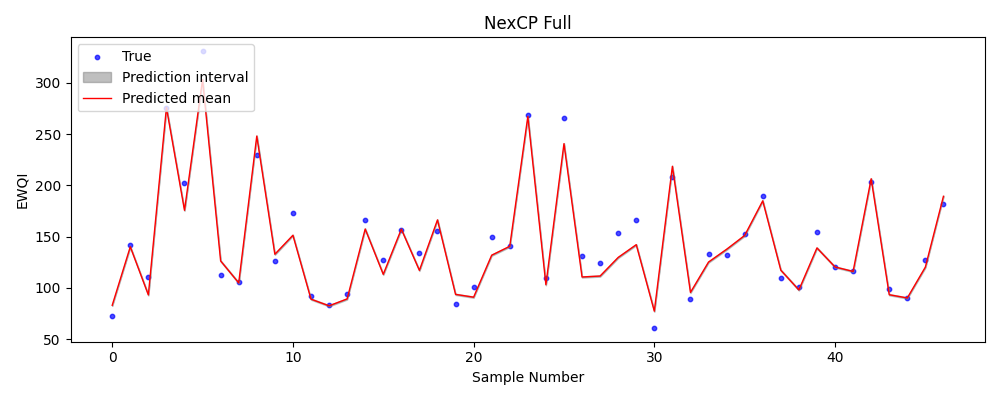 NexCP Full
True
Prediction interval
Predicted mean
300
250
200
150
100
50
EWQI
0 10 20 30 40
Sample Number